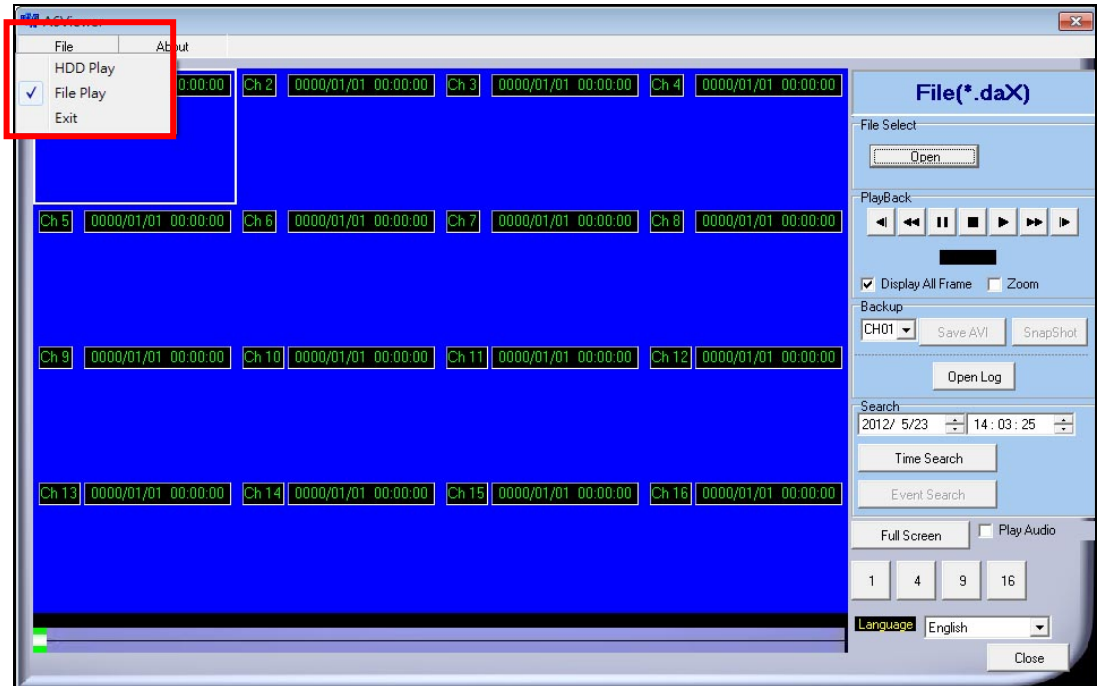 ACViewer
File About
HDD Play
File Play
Exit
0:00:00
Ch 2 0000/01/01 00:00:00
Ch 3 0000/01/01 00:00:00
Ch 4 0000/01/01 00:00:00
Ch 5 0000/01/01 00:00:00
Ch 6 0000/01/01 00:00:00
Ch 7 0000/01/01 00:00:00
Ch 8 0000/01/01 00:00:00
Ch 9 0000/01/01 00:00:00
Ch 10 0000/01/01 00:00:00
Ch 11 0000/01/01 00:00:00
Ch 12 0000/01/01 00:00:00
Ch 13 0000/01/01 00:00:00
Ch 14 0000/01/01 00:00:00
Ch 15 0000/01/01 00:00:00
Ch 16 0000/01/01 00:00:00
File(*.daX)
File Select
Open
PlayBack
Display All Frame Zoom
Backup
CH01 Save AVI SnapShot
Open Log
Search
2012/ 5/23 14 : 03 : 25
Time Search
Event Search
Full Screen Play Audio
1 4 9 16
Language English
Close